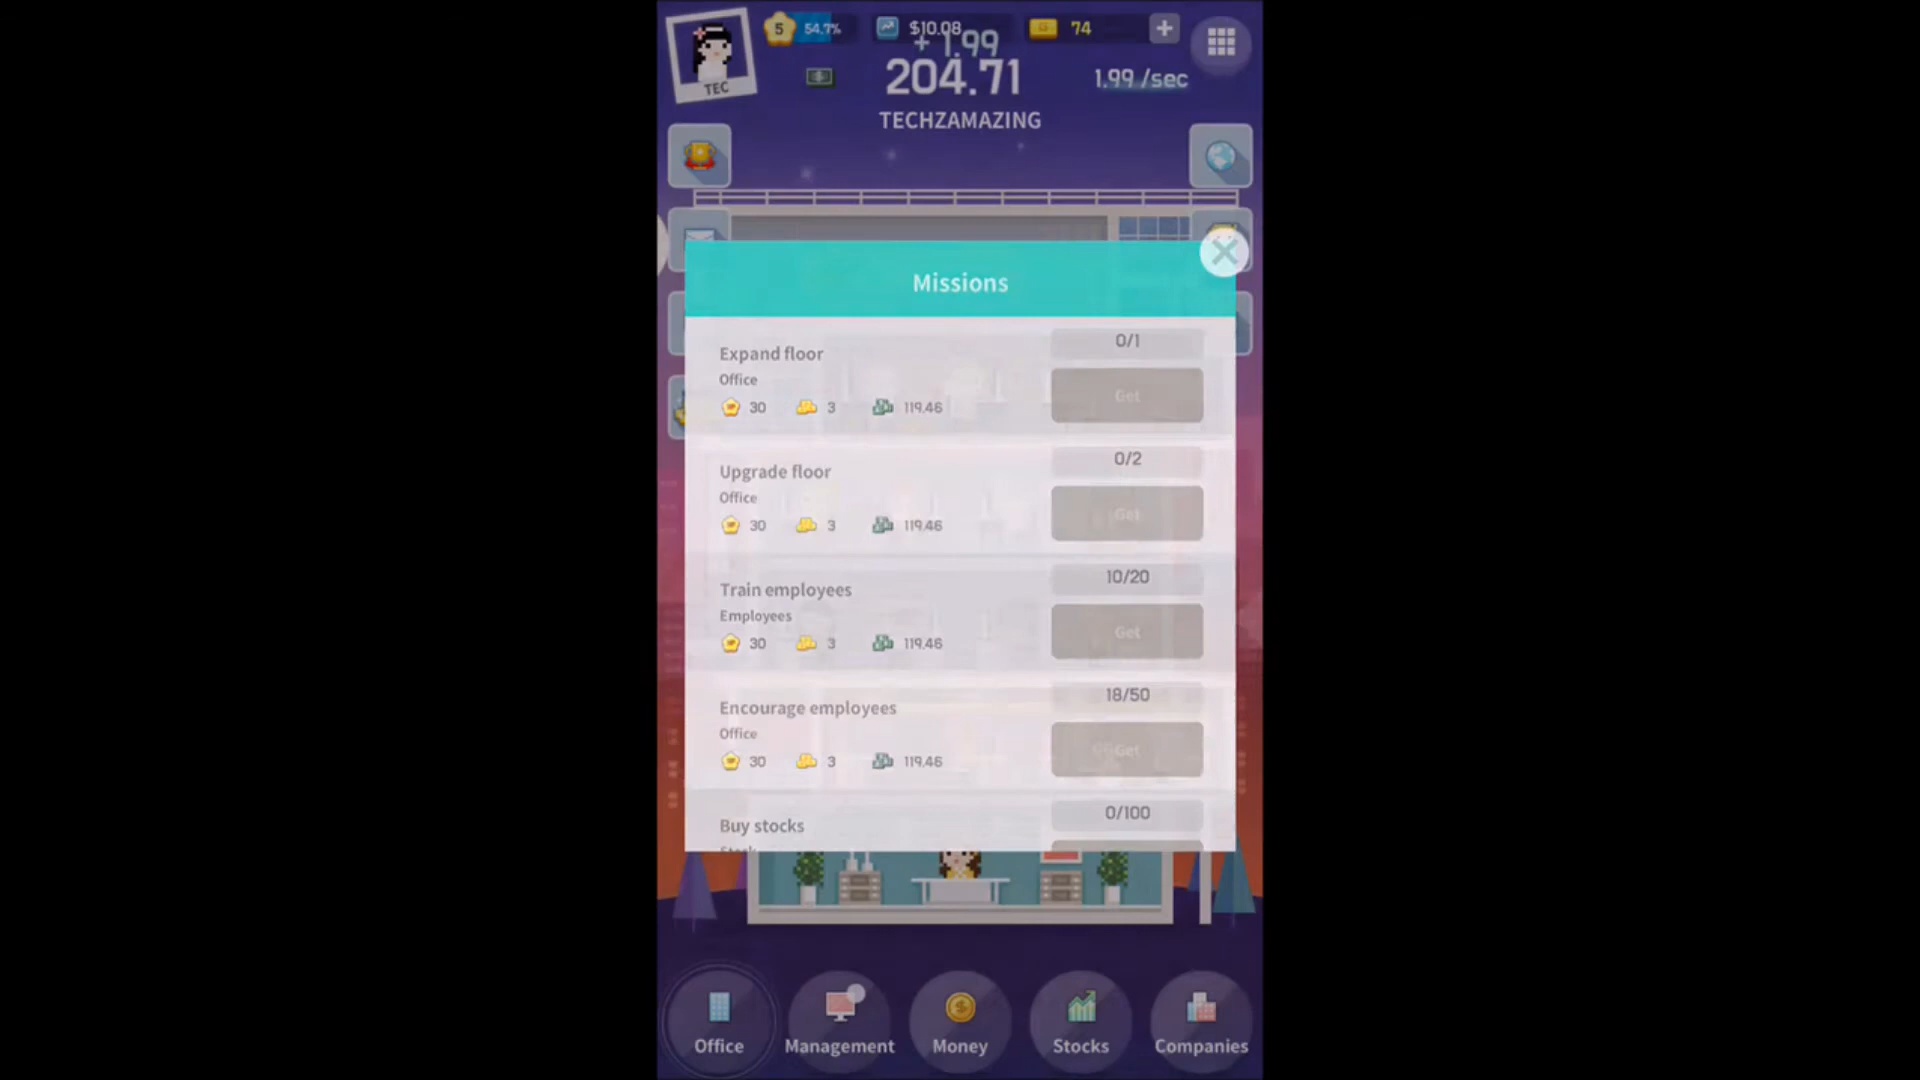 5 54.7% $10.08 74
+ 1.99
204.71 1.99 /sec
TEC
TECHZAMAZING
Missions
Expand floor 0/1
Office
30 3 119.46 Get
Upgrade floor 0/2
Office
30 3 119.46 Get
Train employees 10/20
Employees
30 3 119.46 Get
Encourage employees 18/50
Office
30 3 119.46 Get
Buy stocks 0/100
Office Management Money Stocks Companies